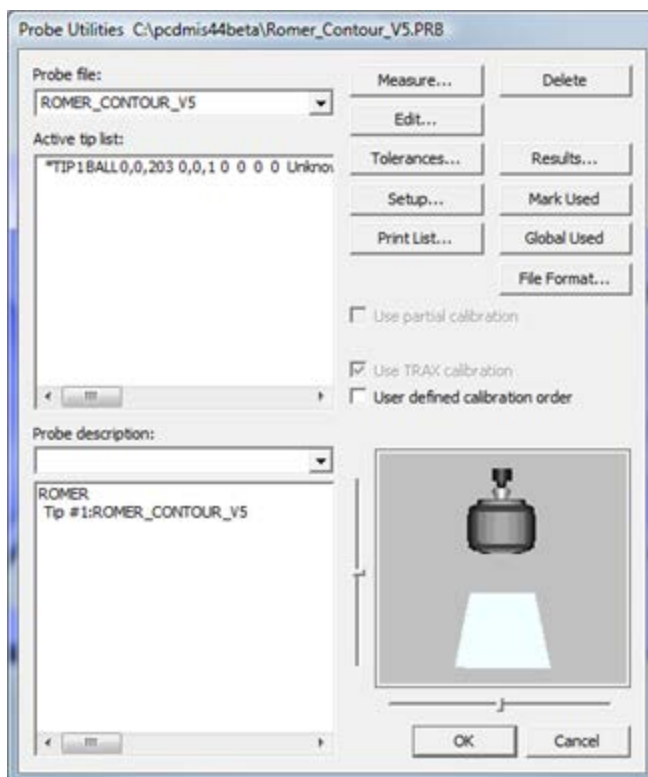 Probe Utilities C:\pcdmis44beta\Romer_Contour_V5.PRB
Probe file:
ROMER_CONTOUR_V5
Active tip list:
*TIP1BALL 0,0,203 0,0,1 0 0 0 0
Measure...
Delete
Edit...
Tolerances...
Results...
Setup...
Mark Used
Print List...
Global Used
File Format...
Use partial calibration
Use TRAX calibration
User defined calibration order
Probe description:
ROMER
Tip #1:ROMER_CONTOUR_V5
OK
Cancel